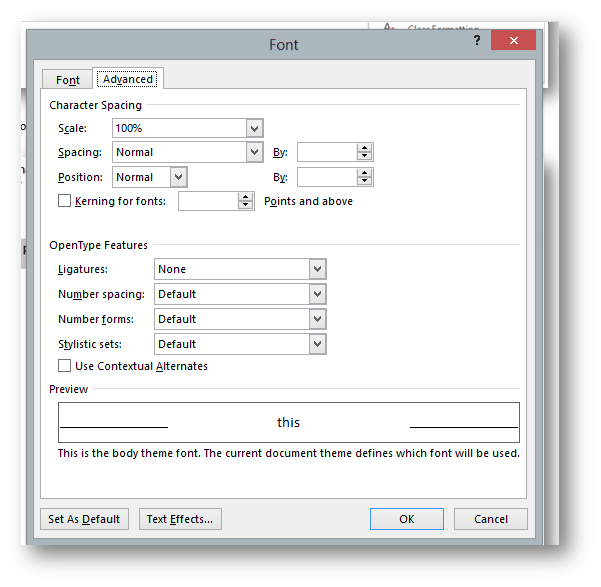 Font
?
Font Advanced
Character Spacing
Scale: 100%
Spacing: Normal By:
Position: Normal By:
Kerning for fonts: Points and above
OpenType Features
Ligatures: None
Number spacing: Default
Number forms: Default
Stylistic sets: Default
Use Contextual Alternates
Preview
this
This is the body theme font. The current document theme defines which font will be used.
Set As Default Text Effects... OK Cancel